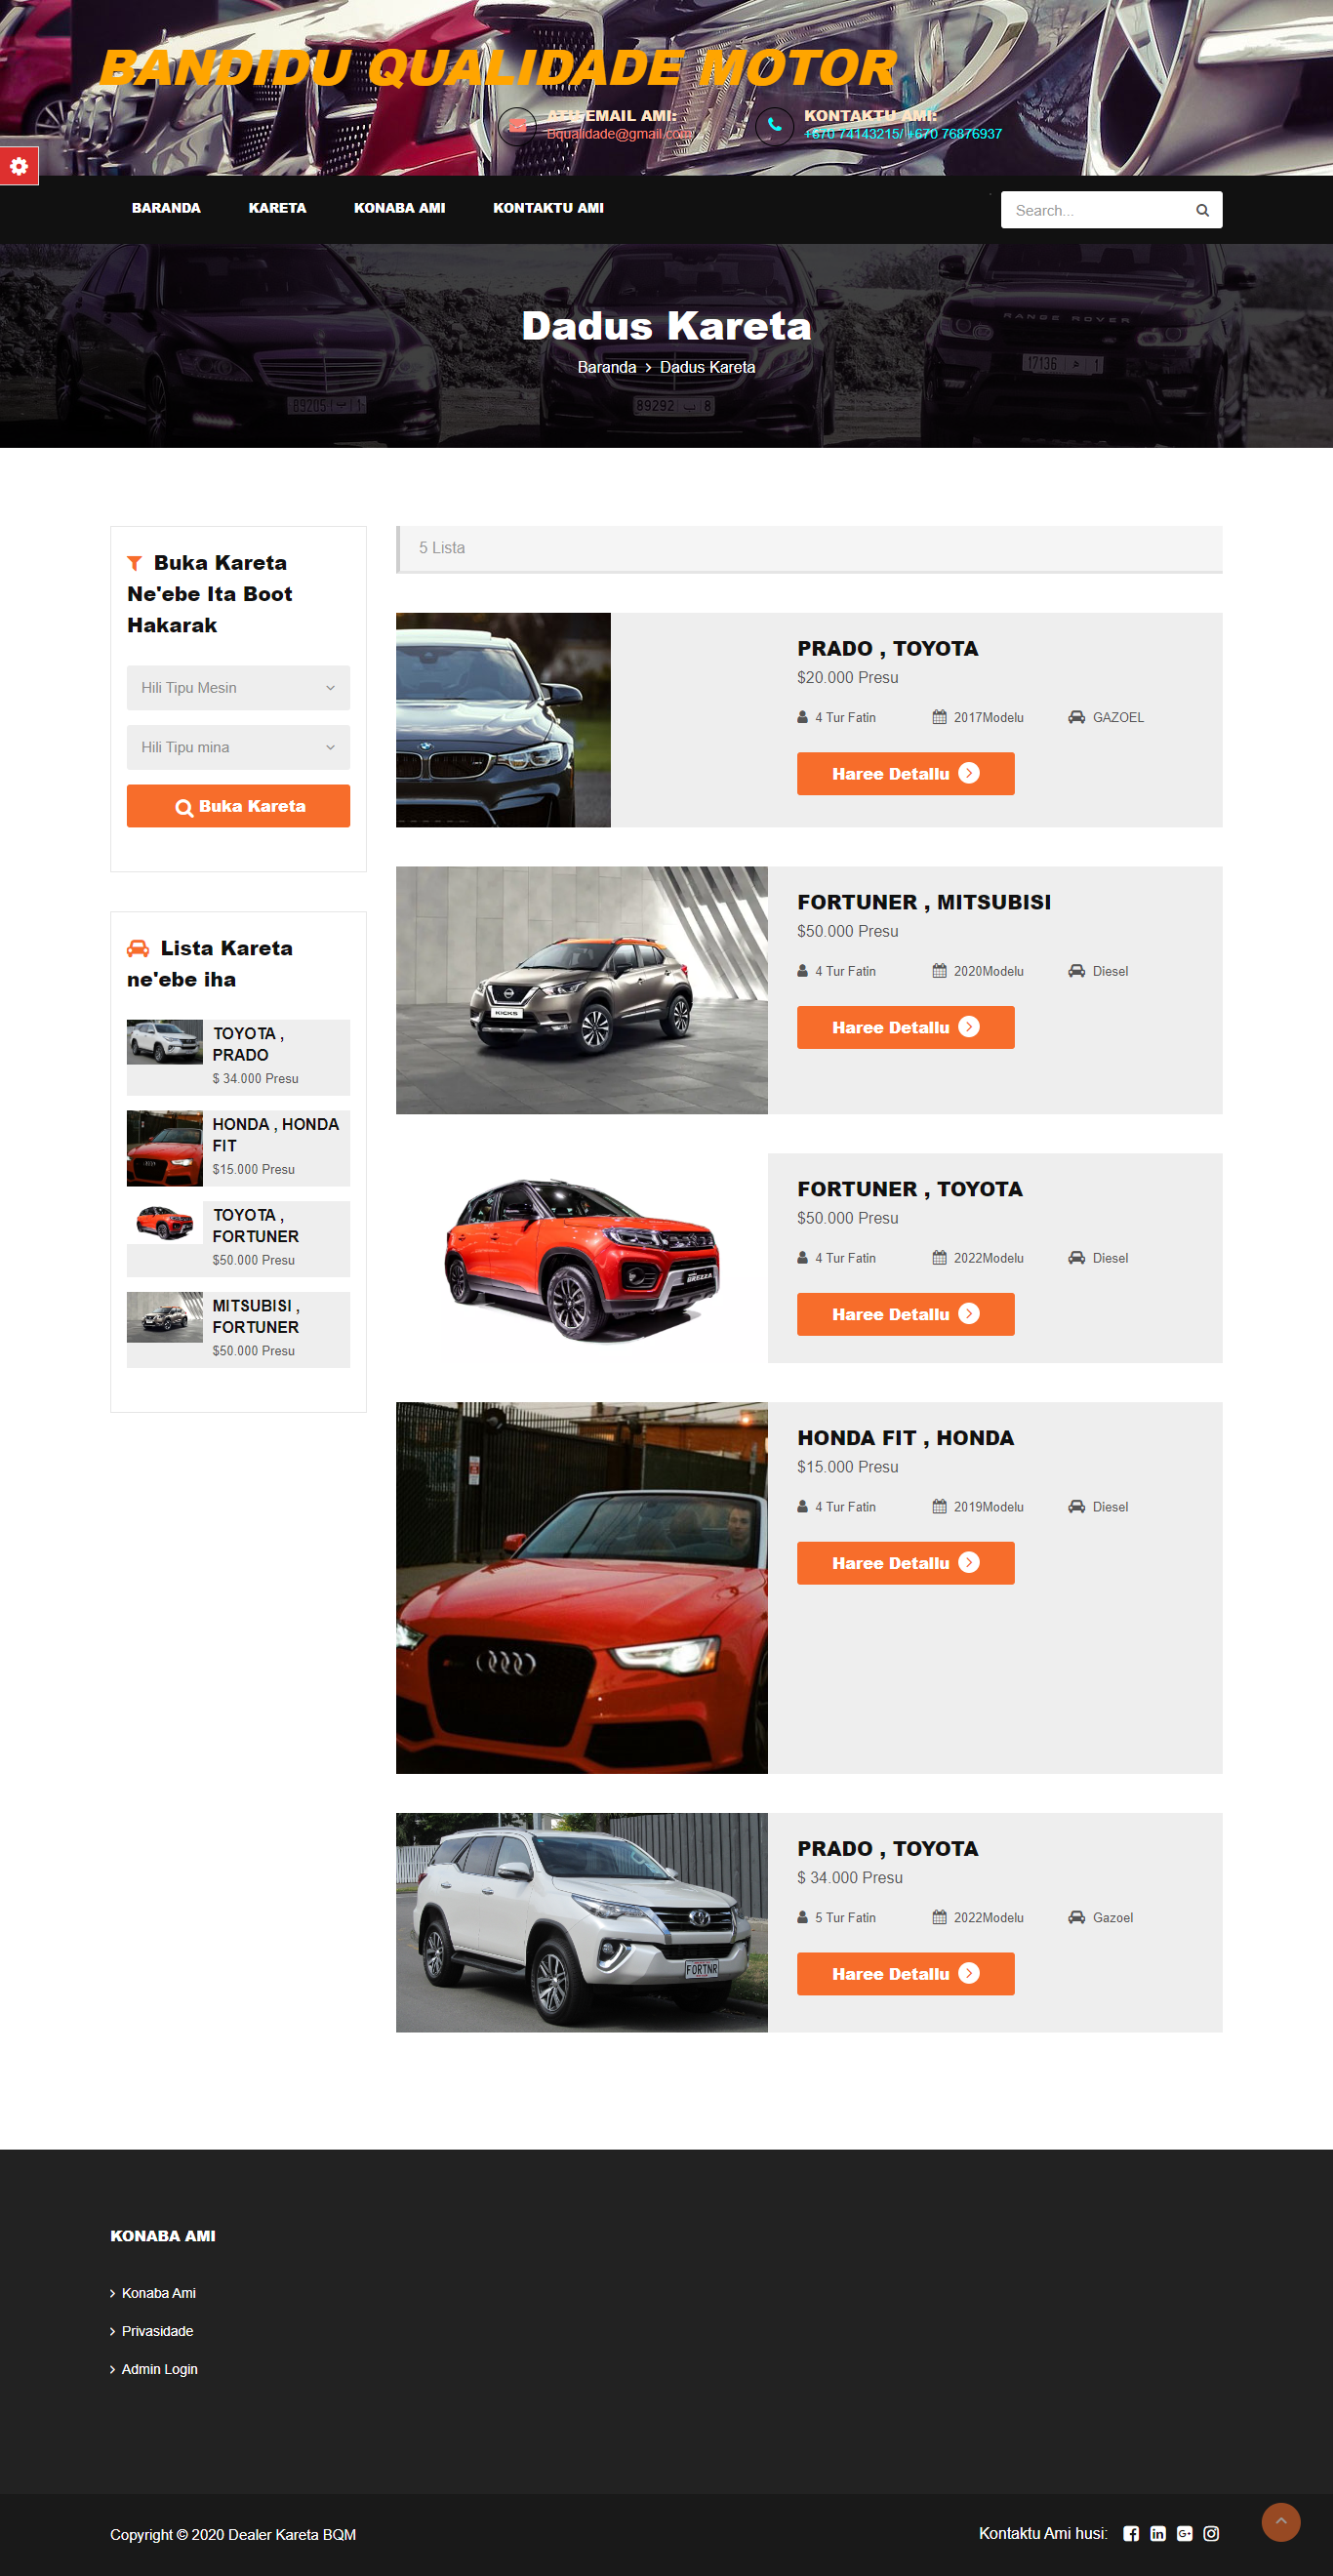 BANDIDU QUALIDADE MOTOR
ATU EMAIL AMI:
Bqualidade@gmail.com
KONTAKTU AMI:
+670 74143215/ +670 76876937
BARANDA
KARETA
KONABA AMI
KONTAKTU AMI
Search...
Dadus Kareta
Baranda
Dadus Kareta
RANGE ROVER
89292
17136
Buka Kareta
Ne'ebe Ita Boot
Hakarak
Hili Tipu Mesin
Hili Tipu mina
Buka Kareta
Lista Kareta
ne'ebe iha
TOYOTA ,
PRADO
$ 34.000 Presu
HONDA , HONDA
FIT
$15.000 Presu
TOYOTA ,
FORTUNER
$50.000 Presu
MITSUBISI ,
FORTUNER
$50.000 Presu
5 Lista
PRADO , TOYOTA
$20.000 Presu
4 Tur Fatin
2017Modelu
GAZOEL
Haree Detallu
KICKS
FORTUNER , MITSUBISI
$50.000 Presu
4 Tur Fatin
2020Modelu
Diesel
Haree Detallu
BREZZA
FORTUNER , TOYOTA
$50.000 Presu
4 Tur Fatin
2022Modelu
Diesel
Haree Detallu
HONDA FIT , HONDA
$15.000 Presu
4 Tur Fatin
2019Modelu
Diesel
Haree Detallu
FORTNR
PRADO , TOYOTA
$ 34.000 Presu
5 Tur Fatin
2022Modelu
Gazoel
Haree Detallu
KONABA AMI
Konaba Ami
Privasidade
Admin Login
Copyright © 2020 Dealer Kareta BQM
Kontaktu Ami husi: